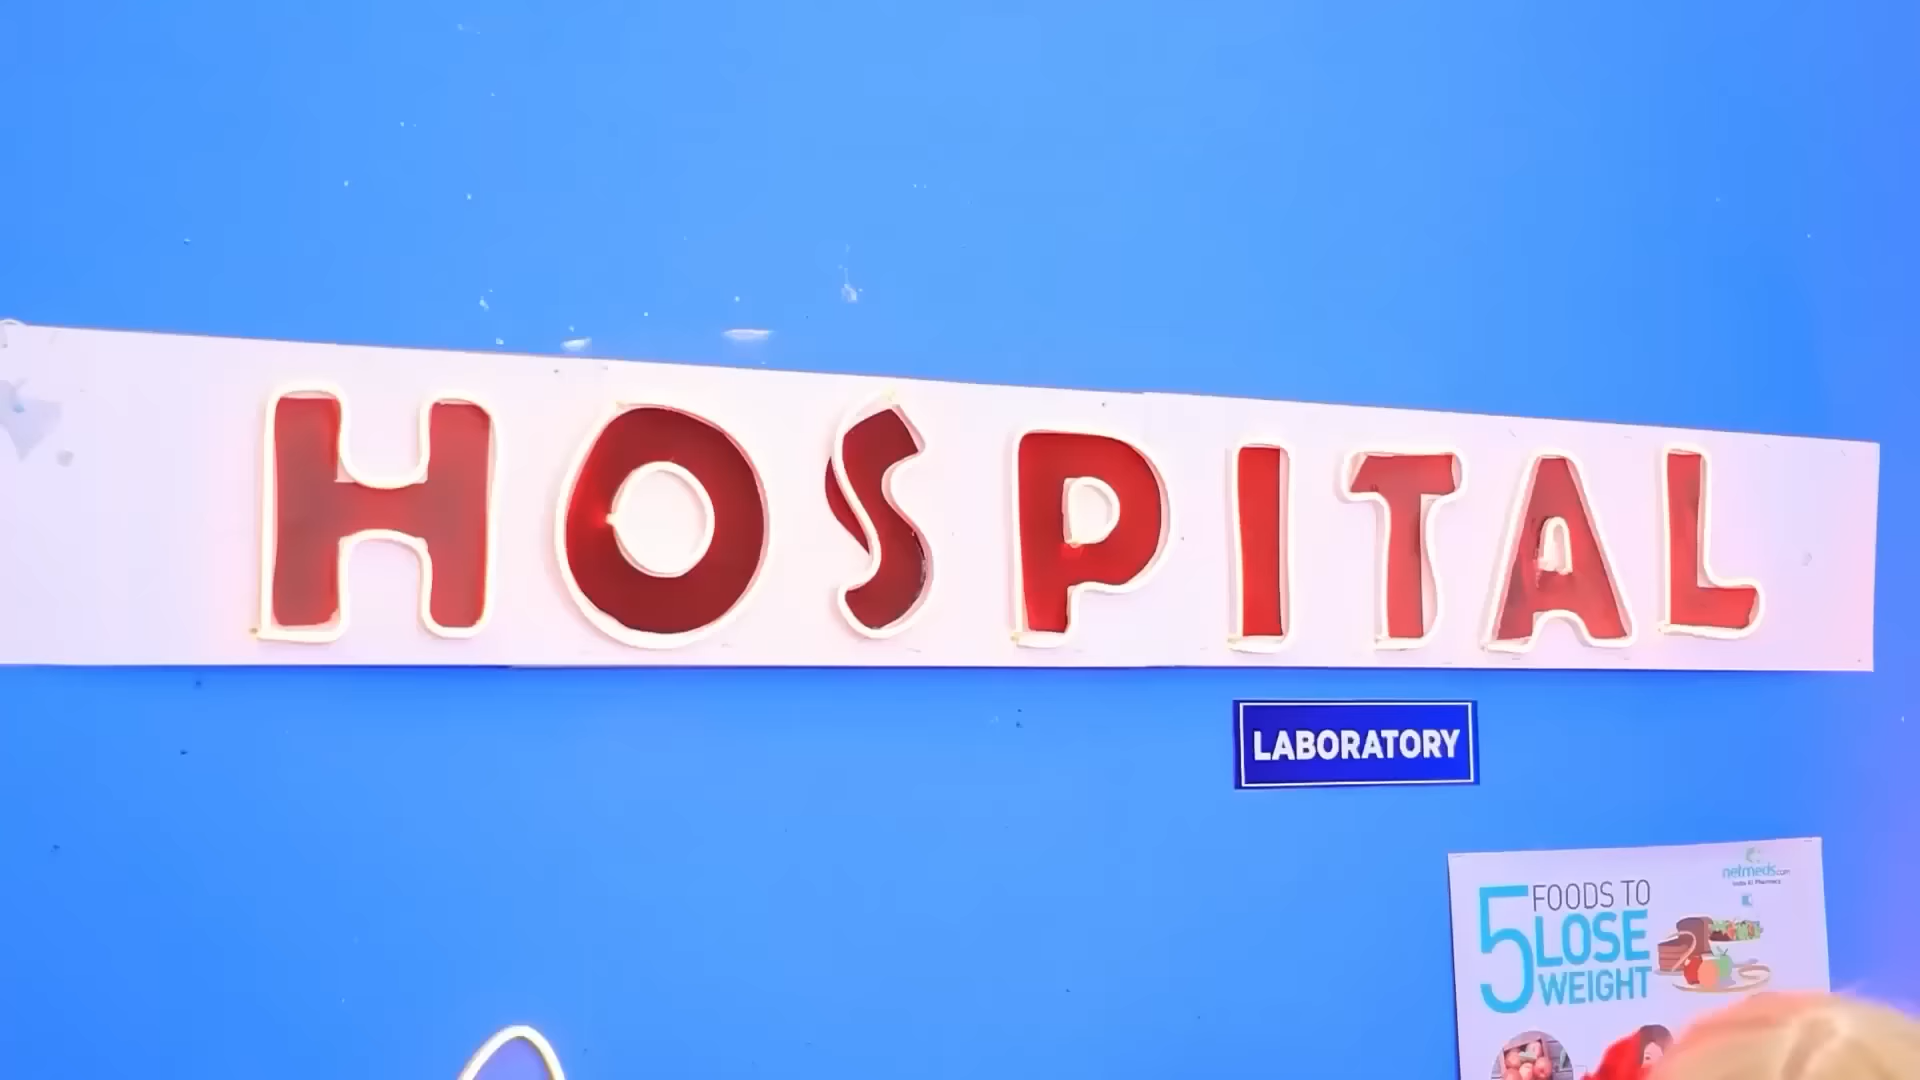 HOSPITAL
LABORATORY
netmeds.com
5 FOODS TO
LOSE
WEIGHT